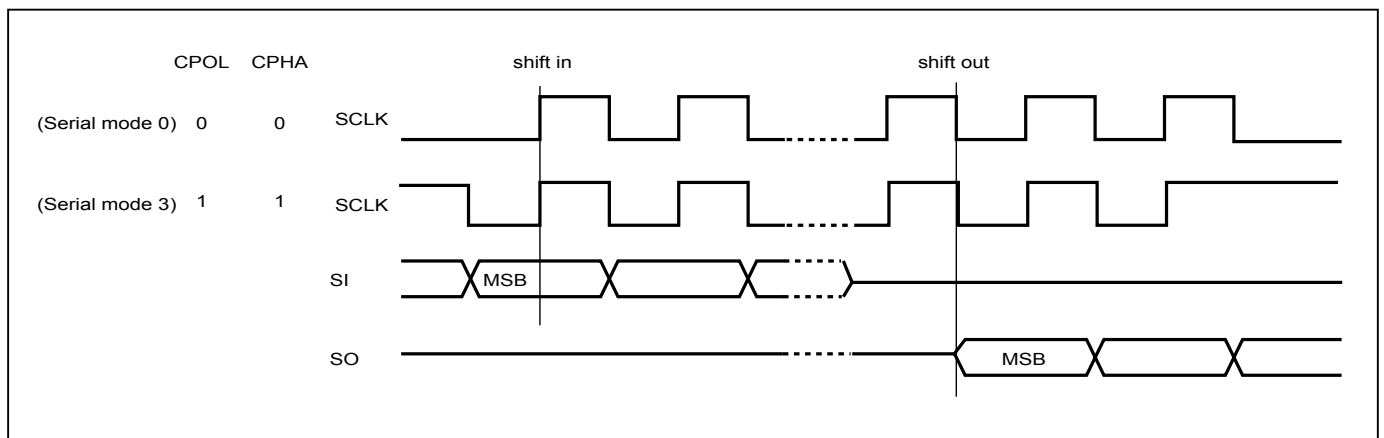 CPOL CPHA shift in shift out
(Serial mode 0) 0 0 SCLK
(Serial mode 3) 1 1 SCLK
SI MSB
SO MSB